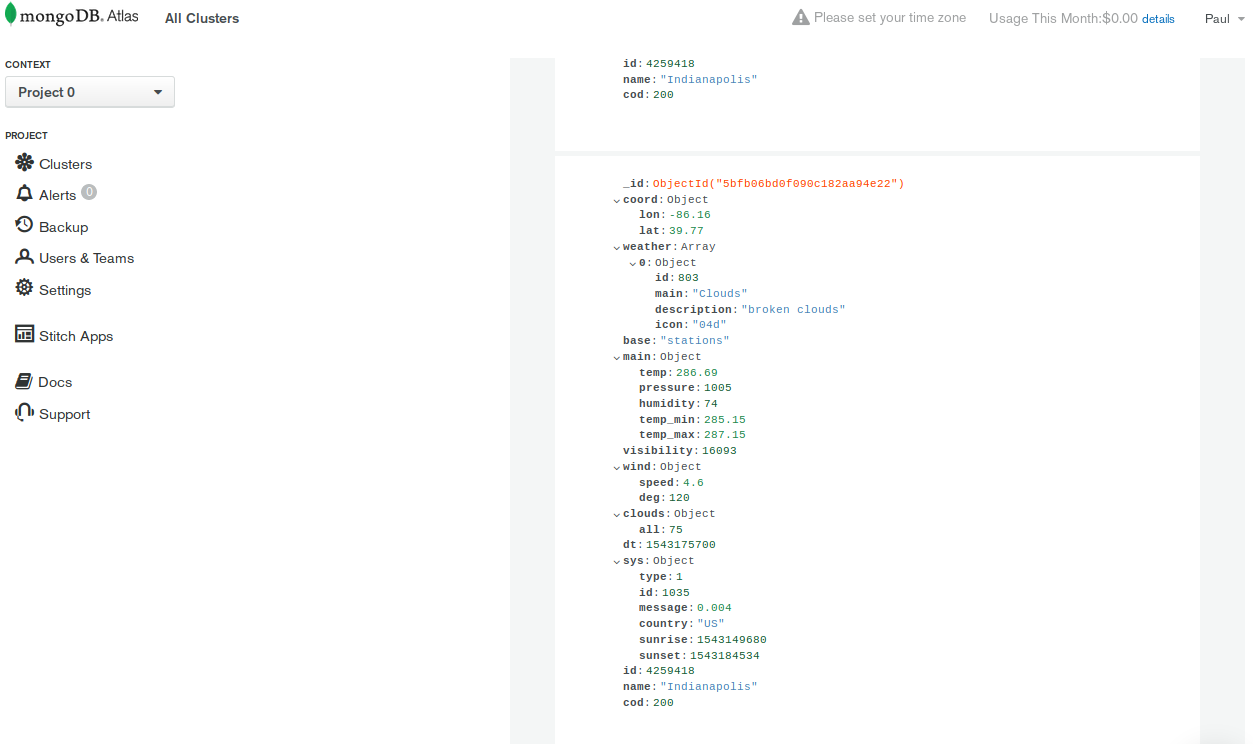 mongoDB. Atlas All Clusters Please set your time zone Usage This Month:$0.00 details Paul
CONTEXT
Project 0
PROJECT
Clusters
Alerts 0
Backup
Users & Teams
Settings
Stitch Apps
Docs
Support
id:4259418
name:"Indianapolis"
cod:200
_id:ObjectId("5bfb06bd0f090c182aa94e22")
coord:Object
lon:-86.16
lat:39.77
weather:Array
0:Object
id:803
main:"Clouds"
description:"broken clouds"
icon:"04d"
base:"stations"
main:Object
temp:286.69
pressure:1005
humidity:74
temp_min:285.15
temp_max:287.15
visibility:16093
wind:Object
speed:4.6
deg:120
clouds:Object
all:75
dt:1543175700
sys:Object
type:1
id:1035
message:0.004
country:"US"
sunrise:1543149680
sunset:1543184534
id:4259418
name:"Indianapolis"
cod:200